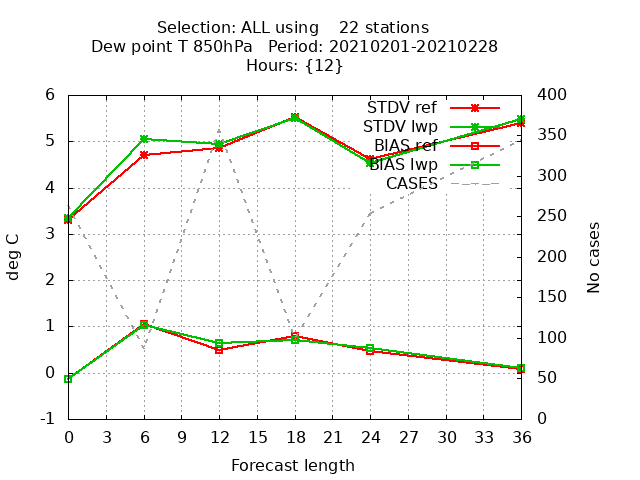 Selection: ALL using    22 stations
Dew point T 850hPa   Period: 20210201-20210228
Hours: {12}
STDV ref
STDV lwp
BIAS ref
BIAS lwp
CASES
deg C
No cases
6
5
4
3
2
1
0
-1
400
350
300
250
200
150
100
50
0
0 3 6 9 12 15 18 21 24 27 30 33 36
Forecast length